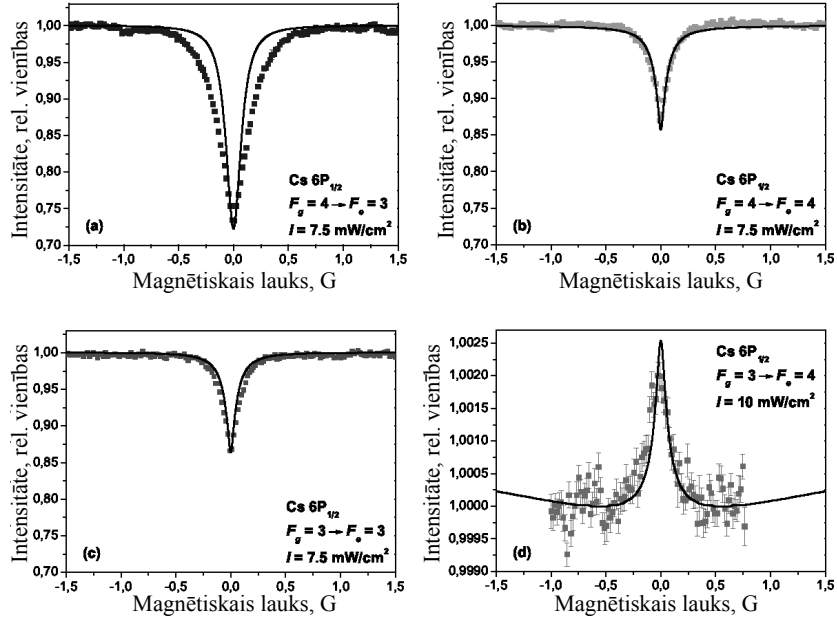 1,00
0,95
0,90
0,85
0,80
0,75
0,70
Intensitāte, rel. vienības
(a)
Cs 6P1/2
Fg = 4 → Fe = 3
I = 7.5 mW/cm²
-1,5 -1,0 -0,5 0,0 0,5 1,0 1,5
Magnētiskais lauks, G
1,00
0,95
0,90
0,85
0,80
0,75
0,70
Intensitāte, rel. vienības
(b)
Cs 6P1/2
Fg = 4 → Fe = 4
I = 7.5 mW/cm²
-1,5 -1,0 -0,5 0,0 0,5 1,0 1,5
Magnētiskais lauks, G
1,00
0,95
0,90
0,85
0,80
0,75
0,70
Intensitāte, rel. vienības
(c)
Cs 6P1/2
Fg = 3 → Fe = 3
I = 7.5 mW/cm²
-1,5 -1,0 -0,5 0,0 0,5 1,0 1,5
Magnētiskais lauks, G
1,0025
1,0020
1,0015
1,0010
1,0005
1,0000
0,9995
0,9990
Intensitāte, rel. vienības
(d)
Cs 6P1/2
Fg = 3 → Fe = 4
I = 10 mW/cm²
-1,5 -1,0 -0,5 0,0 0,5 1,0 1,5
Magnētiskais lauks, G